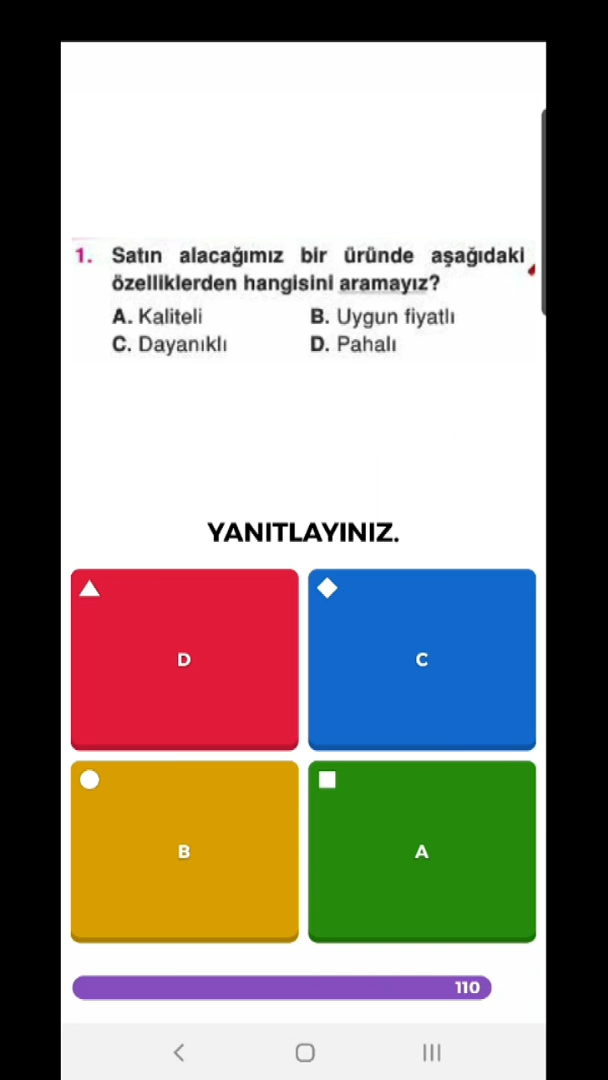 1. Satın alacağımız bir üründe aşağıdaki
özelliklerden hangisini aramayız?
A. Kaliteli B. Uygun fiyatlı
C. Dayanıklı D. Pahalı
YANITLAYINIZ.
D C
B A
110